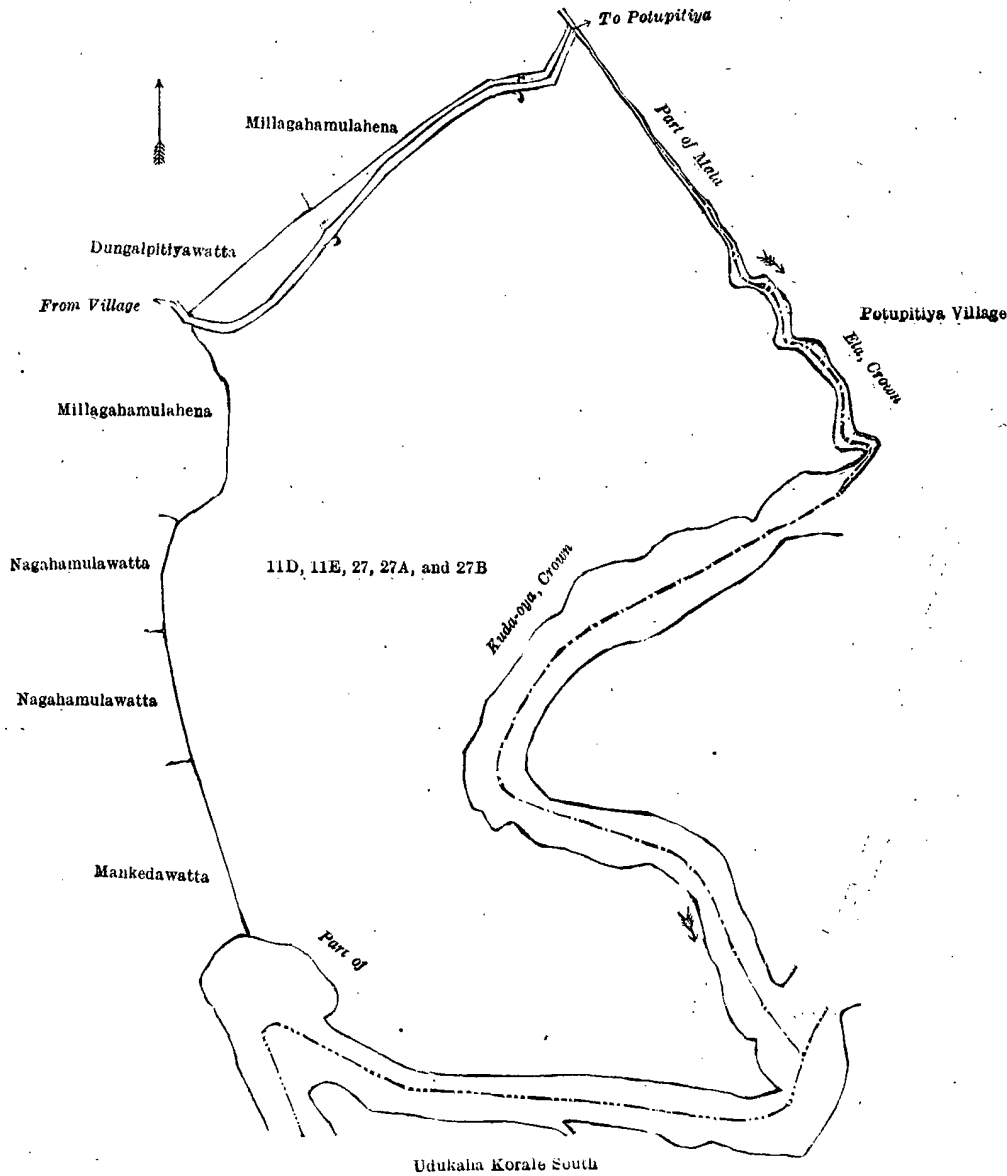 To Potupitiya
Millagahamulahena
Part of Mala
Dungalpitiyawatta
From Village
Potupitiya Village
Ela, Crown
Millagahamulahena
Nagahamulawatta
11D, 11E, 27, 27A, and 27B
Kuda-oya, Crown
Nagahamulawatta
Mankedawatta
Part of
Udukaha Korale South